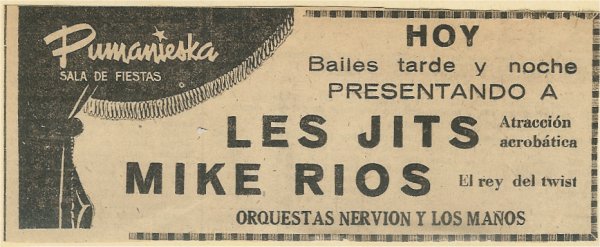 Pumanieska
SALA DE FIESTAS
HOY
Bailes tarde y noche
PRESENTANDO A
LES JITS Atracción acrobática
MIKE RIOS El rey del twist
ORQUESTAS NERVION Y LOS MAÑOS